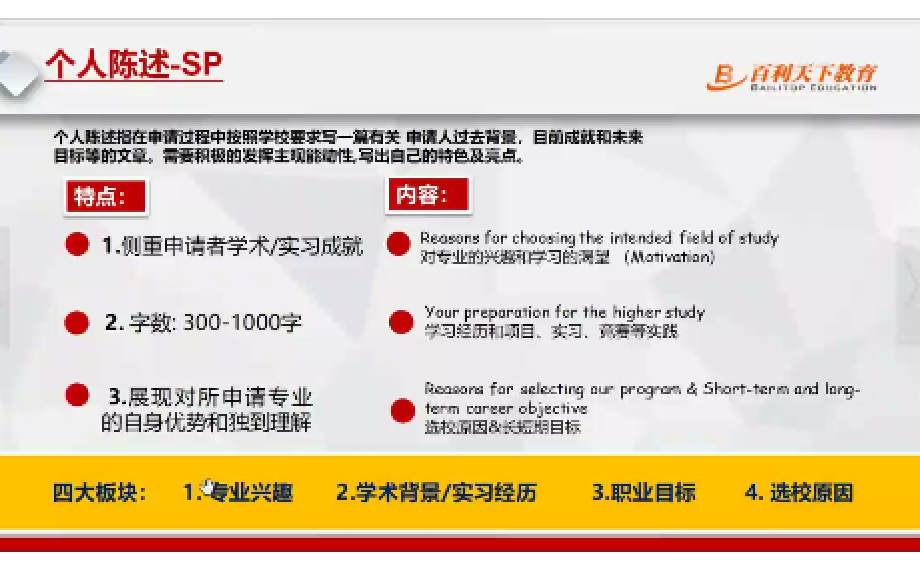 个人陈述-SP
百利天下教育
BAILITOP EDUCATION
个人陈述指在申请过程中按照学校要求写一篇有关 申请人过去背景，目前成就和未来
目标等的文章。需要积极的发挥主观能动性,写出自己的特色及亮点。
特点：
1.侧重申请者学术/实习成就
2. 字数: 300-1000字
3.展现对所申请专业
的自身优势和独到理解
内容：
Reasons for choosing the intended field of study
对专业的兴趣和学习的渴望 （Motivation）
Your preparation for the higher study
学习经历和项目、实习、竞赛等实践
Reasons for selecting our program & Short-term and long-
term career objective
选校原因&长短期目标
四大板块： 1. 专业兴趣 2.学术背景/实习经历 3.职业目标 4. 选校原因